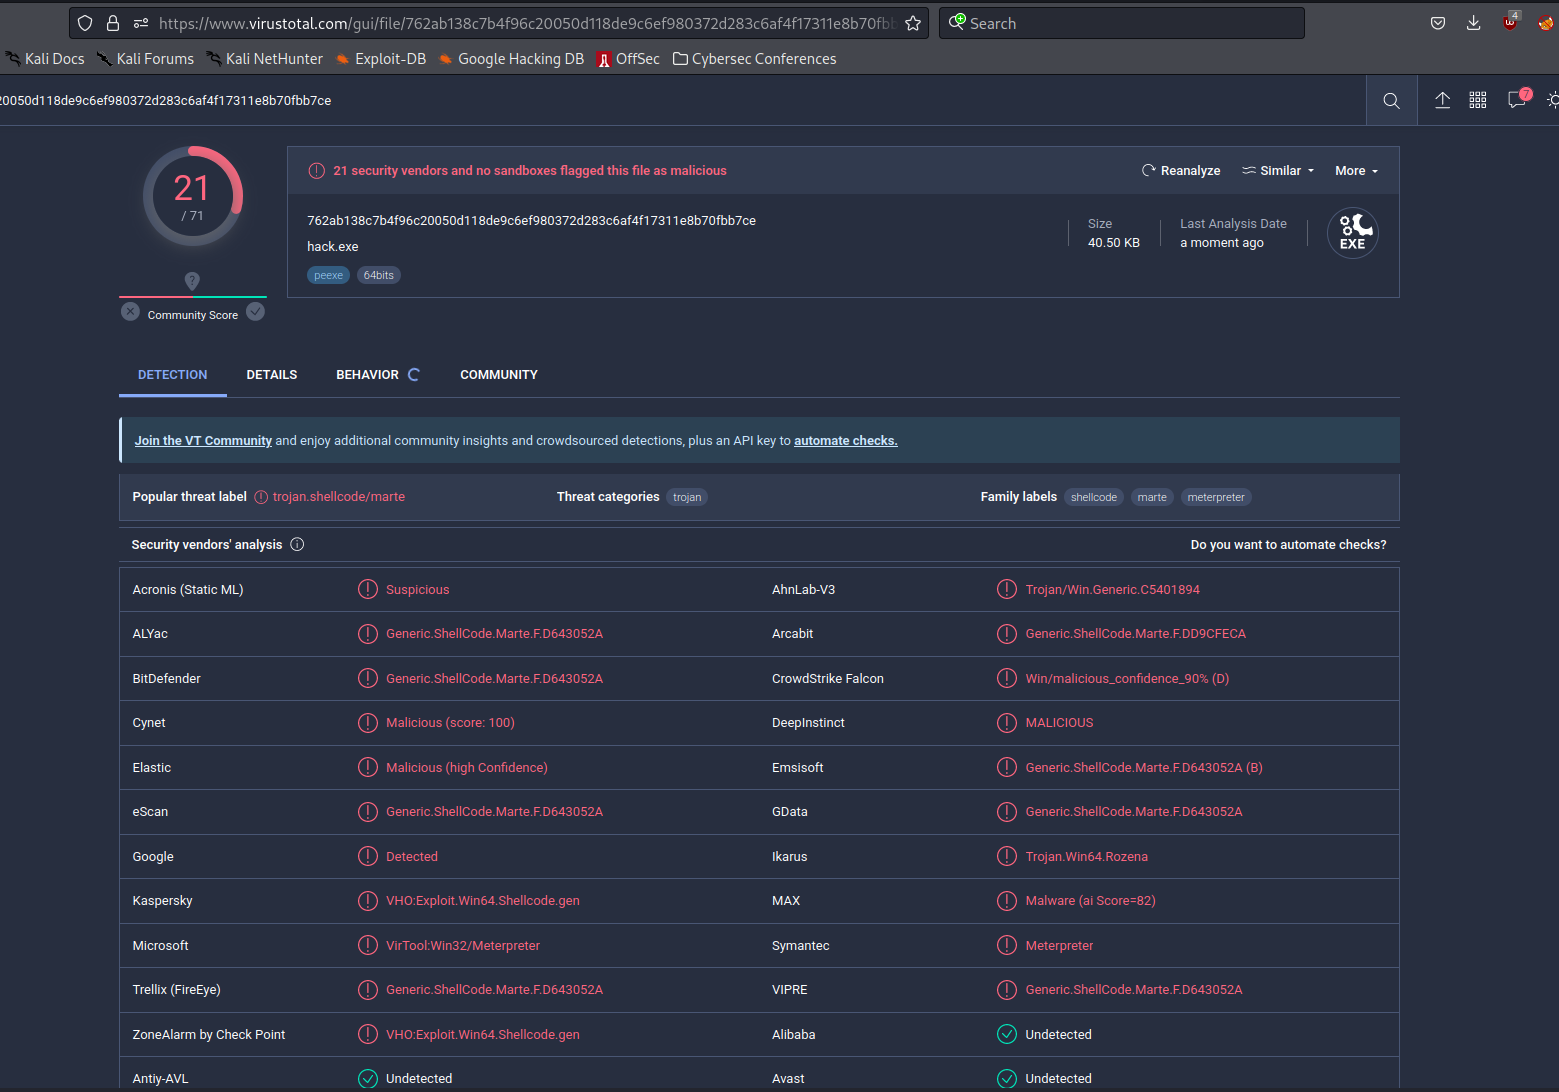 https://www.virustotal.com/gui/file/762ab138c7b4f96c20050d118de9c6ef980372d283c6af4f17311e8b70fbb
Search
4
Kali Docs Kali Forums Kali NetHunter Exploit-DB Google Hacking DB OffSec Cybersec Conferences
20050d118de9c6ef980372d283c6af4f17311e8b70fbb7ce
7
21
/ 71
21 security vendors and no sandboxes flagged this file as malicious
Reanalyze Similar More
762ab138c7b4f96c20050d118de9c6ef980372d283c6af4f17311e8b70fbb7ce
hack.exe
peexe 64bits
Size
40.50 KB
Last Analysis Date
a moment ago
EXE
?
Community Score
DETECTION DETAILS BEHAVIOR COMMUNITY
Join the VT Community and enjoy additional community insights and crowdsourced detections, plus an API key to automate checks.
Popular threat label trojan.shellcode/marte Threat categories trojan Family labels shellcode marte meterpreter
Security vendors' analysis Do you want to automate checks?
Acronis (Static ML) Suspicious AhnLab-V3 Trojan/Win.Generic.C5401894
ALYac Generic.ShellCode.Marte.F.D643052A Arcabit Generic.ShellCode.Marte.F.DD9CFECA
BitDefender Generic.ShellCode.Marte.F.D643052A CrowdStrike Falcon Win/malicious_confidence_90% (D)
Cynet Malicious (score: 100) DeepInstinct MALICIOUS
Elastic Malicious (high Confidence) Emsisoft Generic.ShellCode.Marte.F.D643052A (B)
eScan Generic.ShellCode.Marte.F.D643052A GData Generic.ShellCode.Marte.F.D643052A
Google Detected Ikarus Trojan.Win64.Rozena
Kaspersky VHO:Exploit.Win64.Shellcode.gen MAX Malware (ai Score=82)
Microsoft VirTool:Win32/Meterpreter Symantec Meterpreter
Trellix (FireEye) Generic.ShellCode.Marte.F.D643052A VIPRE Generic.ShellCode.Marte.F.D643052A
ZoneAlarm by Check Point VHO:Exploit.Win64.Shellcode.gen Alibaba Undetected
Antiy-AVL Undetected Avast Undetected